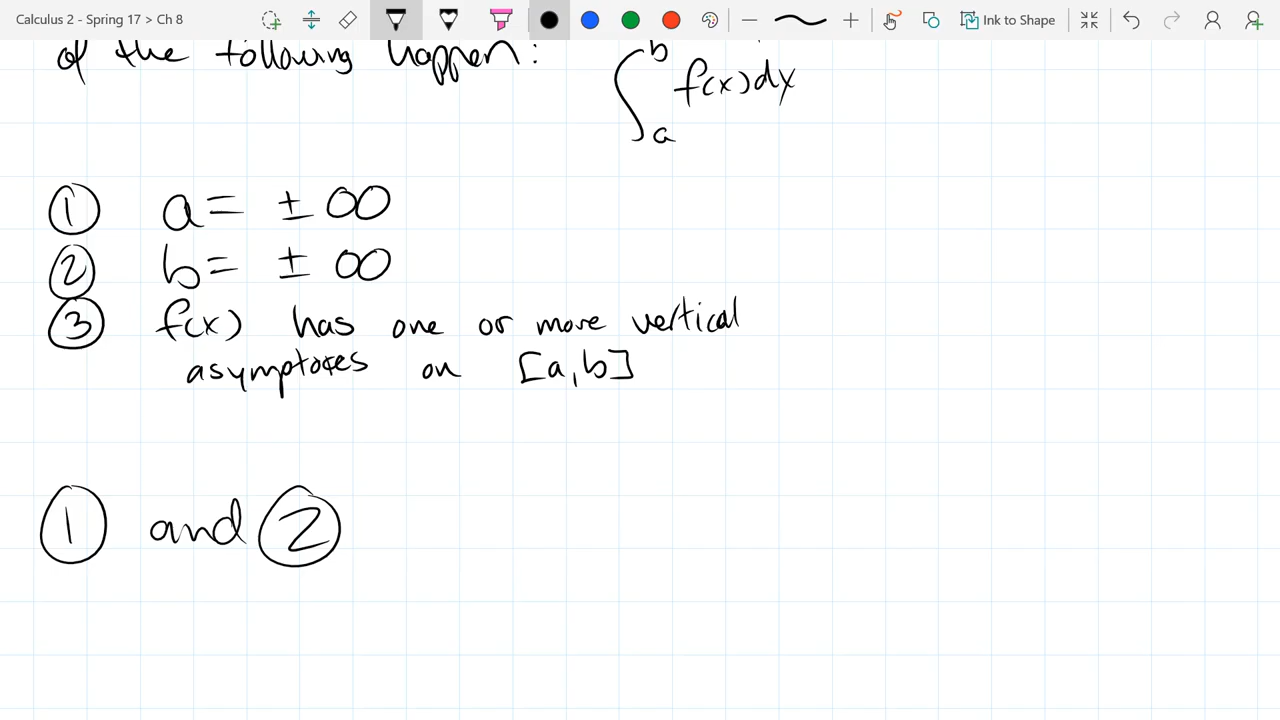 Calculus 2 - Spring 17 > Ch 8
Ink to Shape
of the following happen: ∫_a^b f(x)dx
① a = ± ∞
② b = ± ∞
③ f(x) has one or more vertical
asymptotes on [a,b]
① and ②